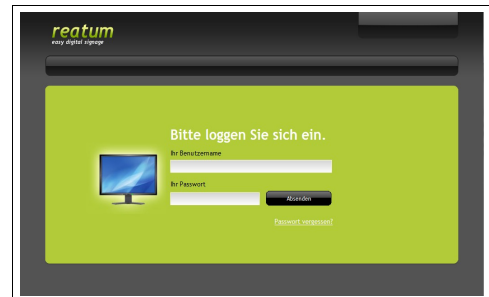 reatum
easy digital signage
Bitte loggen Sie sich ein.
Ihr Benutzername
Ihr Passwort
Absenden
Passwort vergessen?